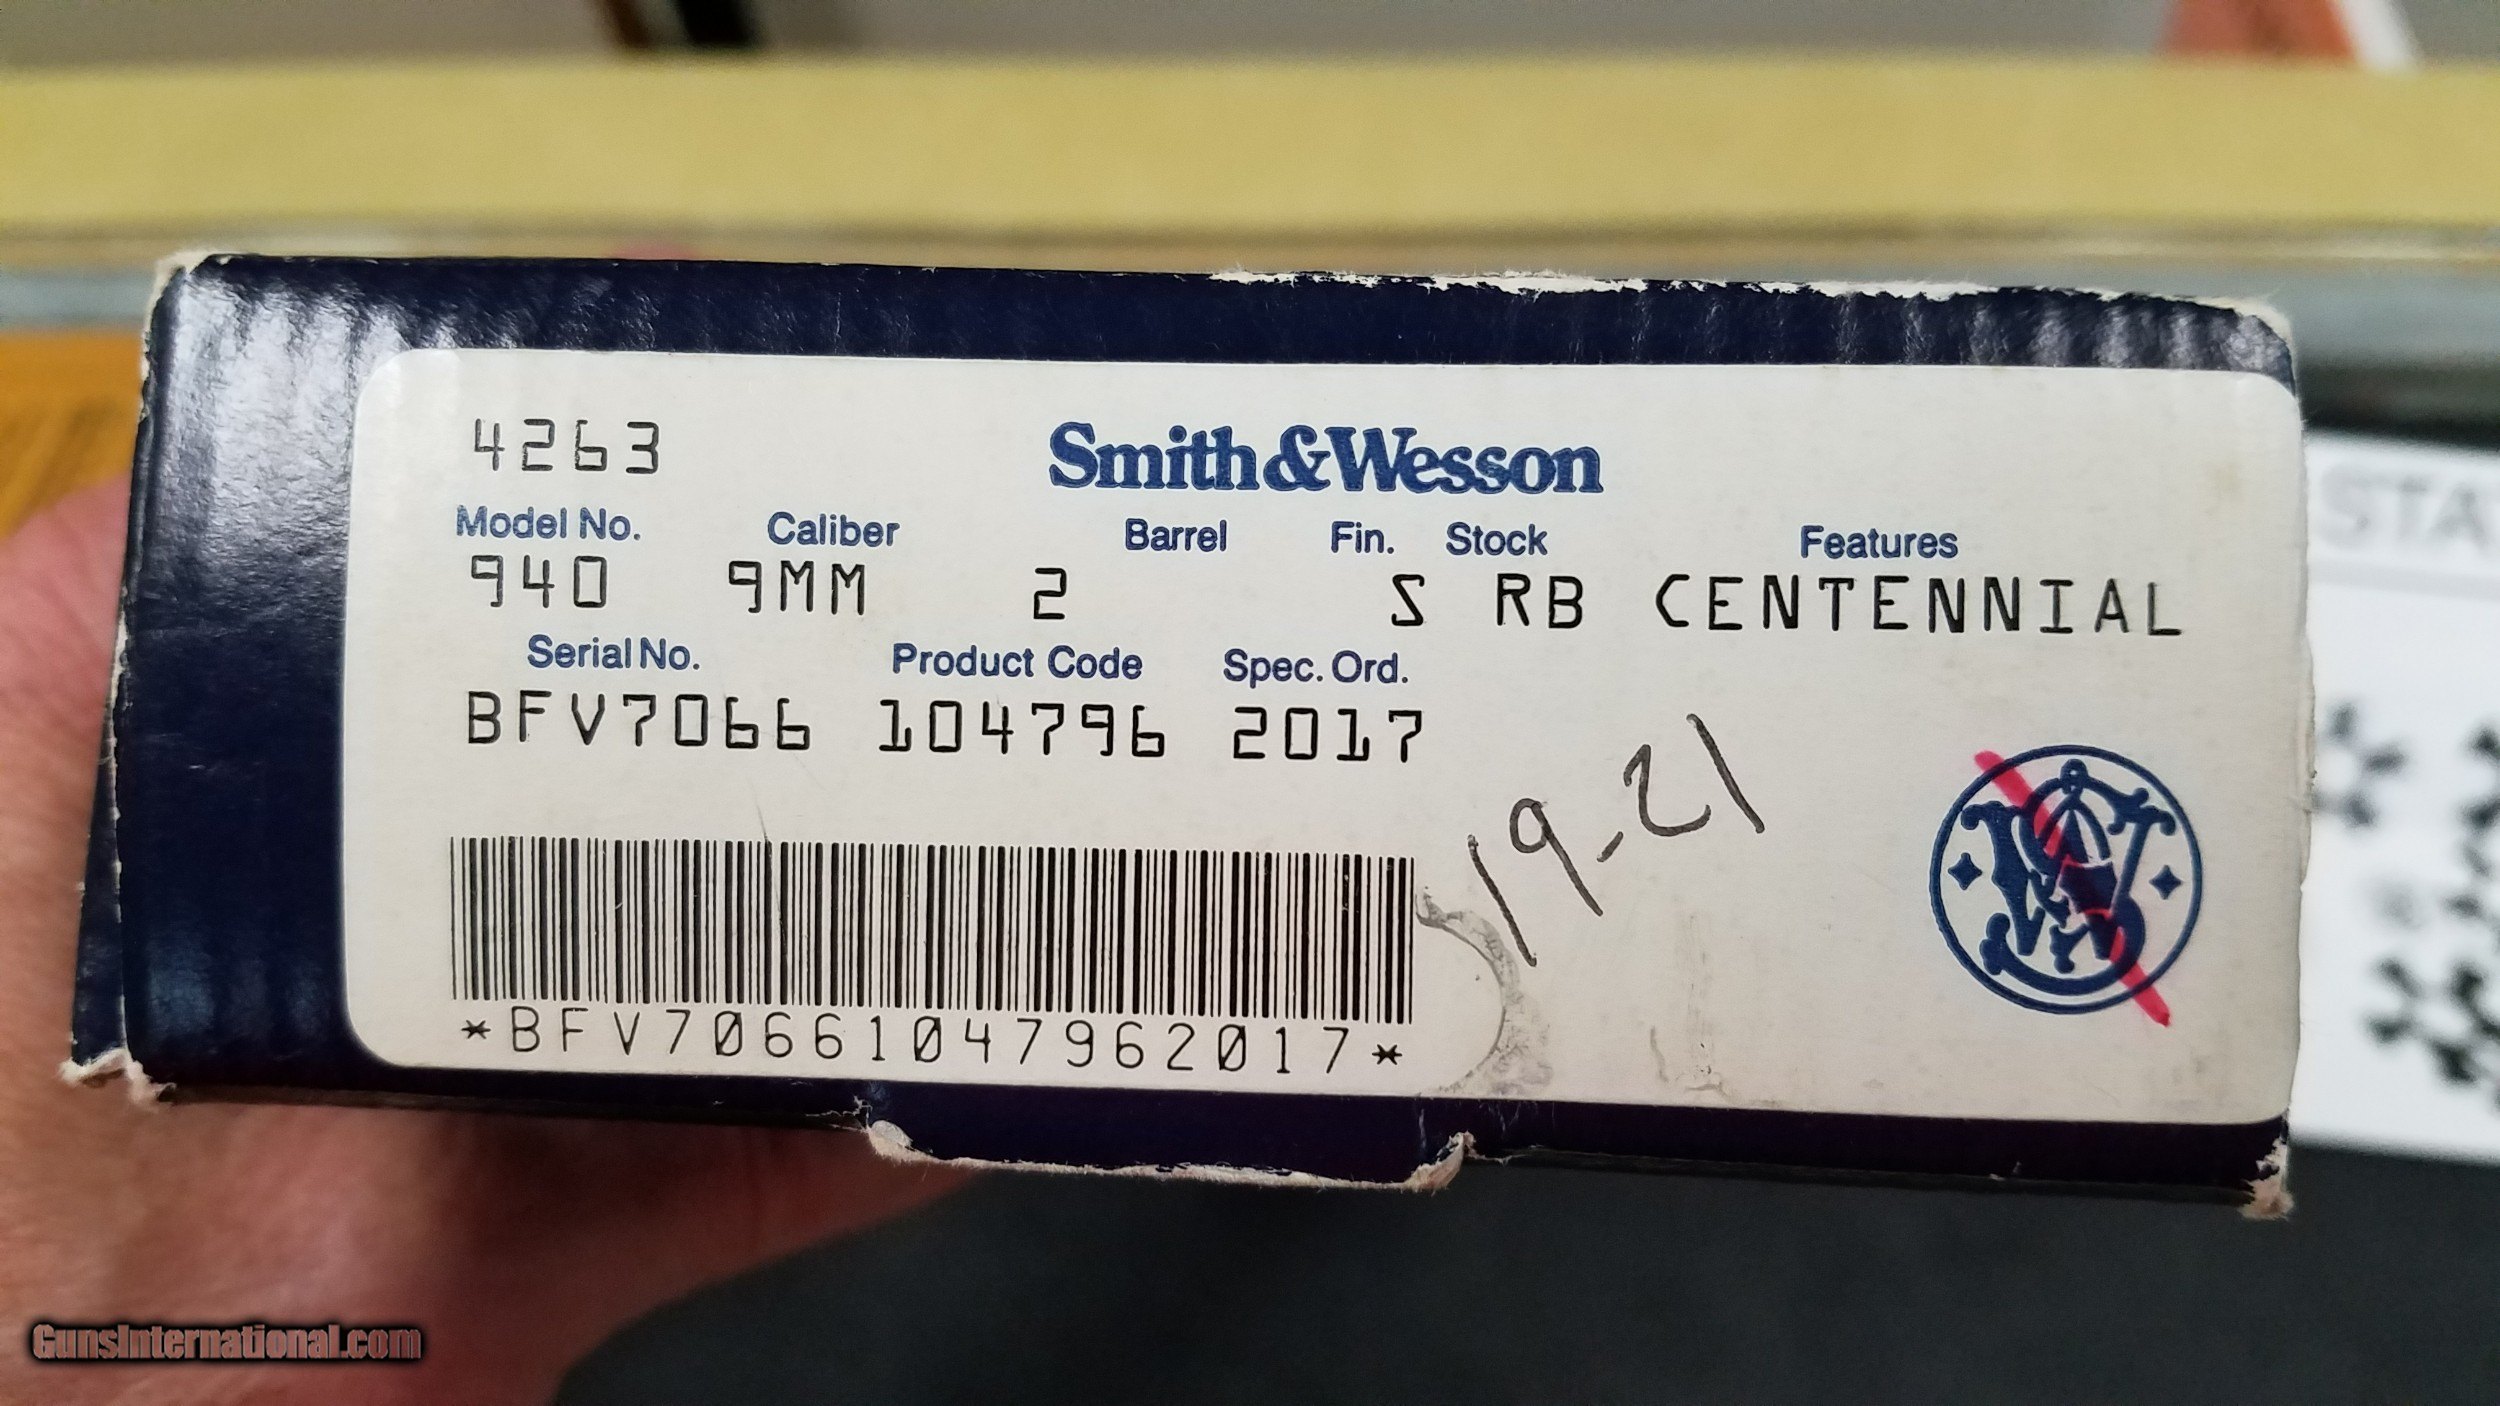 4263
Smith&Wesson
Model No. Caliber Barrel Fin. Stock Features
940 9MM 2 S RB CENTENNIAL
Serial No. Product Code Spec. Ord.
BFV7066 104796 2017
19-21
*BFV70661047962017*
STA
GunsInternational.com